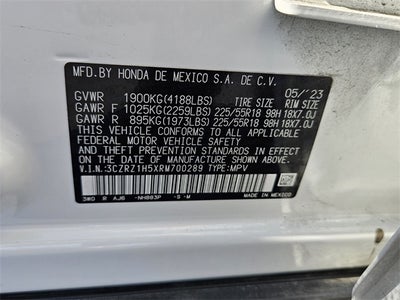 MFD.BY HONDA DE MEXICO S.A. DE C.V. 05/'23
GVWR 1900KG(4188LBS) TIRE SIZE RIM SIZE
GAWR F 1025KG(2259LBS) 225/55R18 98H 18X7.0J
GAWR R 895KG(1973LBS) 225/55R18 98H 18X7.0J
THIS VEHICLE CONFORMS TO ALL APPLICABLE
FEDERAL MOTOR VEHICLE SAFETY AND THEFT
PREVENTION STANDARDS IN EFFECT ON THE DATE
OF MANUFACTURE SHOWN ABOVE.
V.I.N.:3CZRZ1H5XRM700289 TYPE:MPV
3W0 R AJ6 -NH883P -S -M MADE IN MEXICO